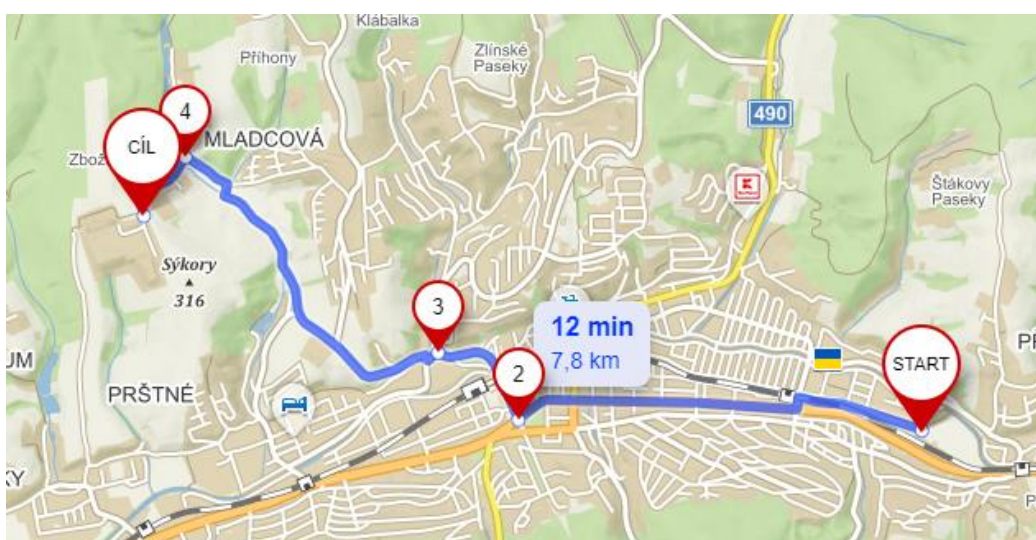 Klábalka
Příhony
Zlínské
Paseky
490
4
CÍL
MLADCOVÁ
Zbož
Štákovy
Paseky
Sýkory
316
3
12 min
7,8 km
START
UM
PRŠTNÉ
2
KY
P